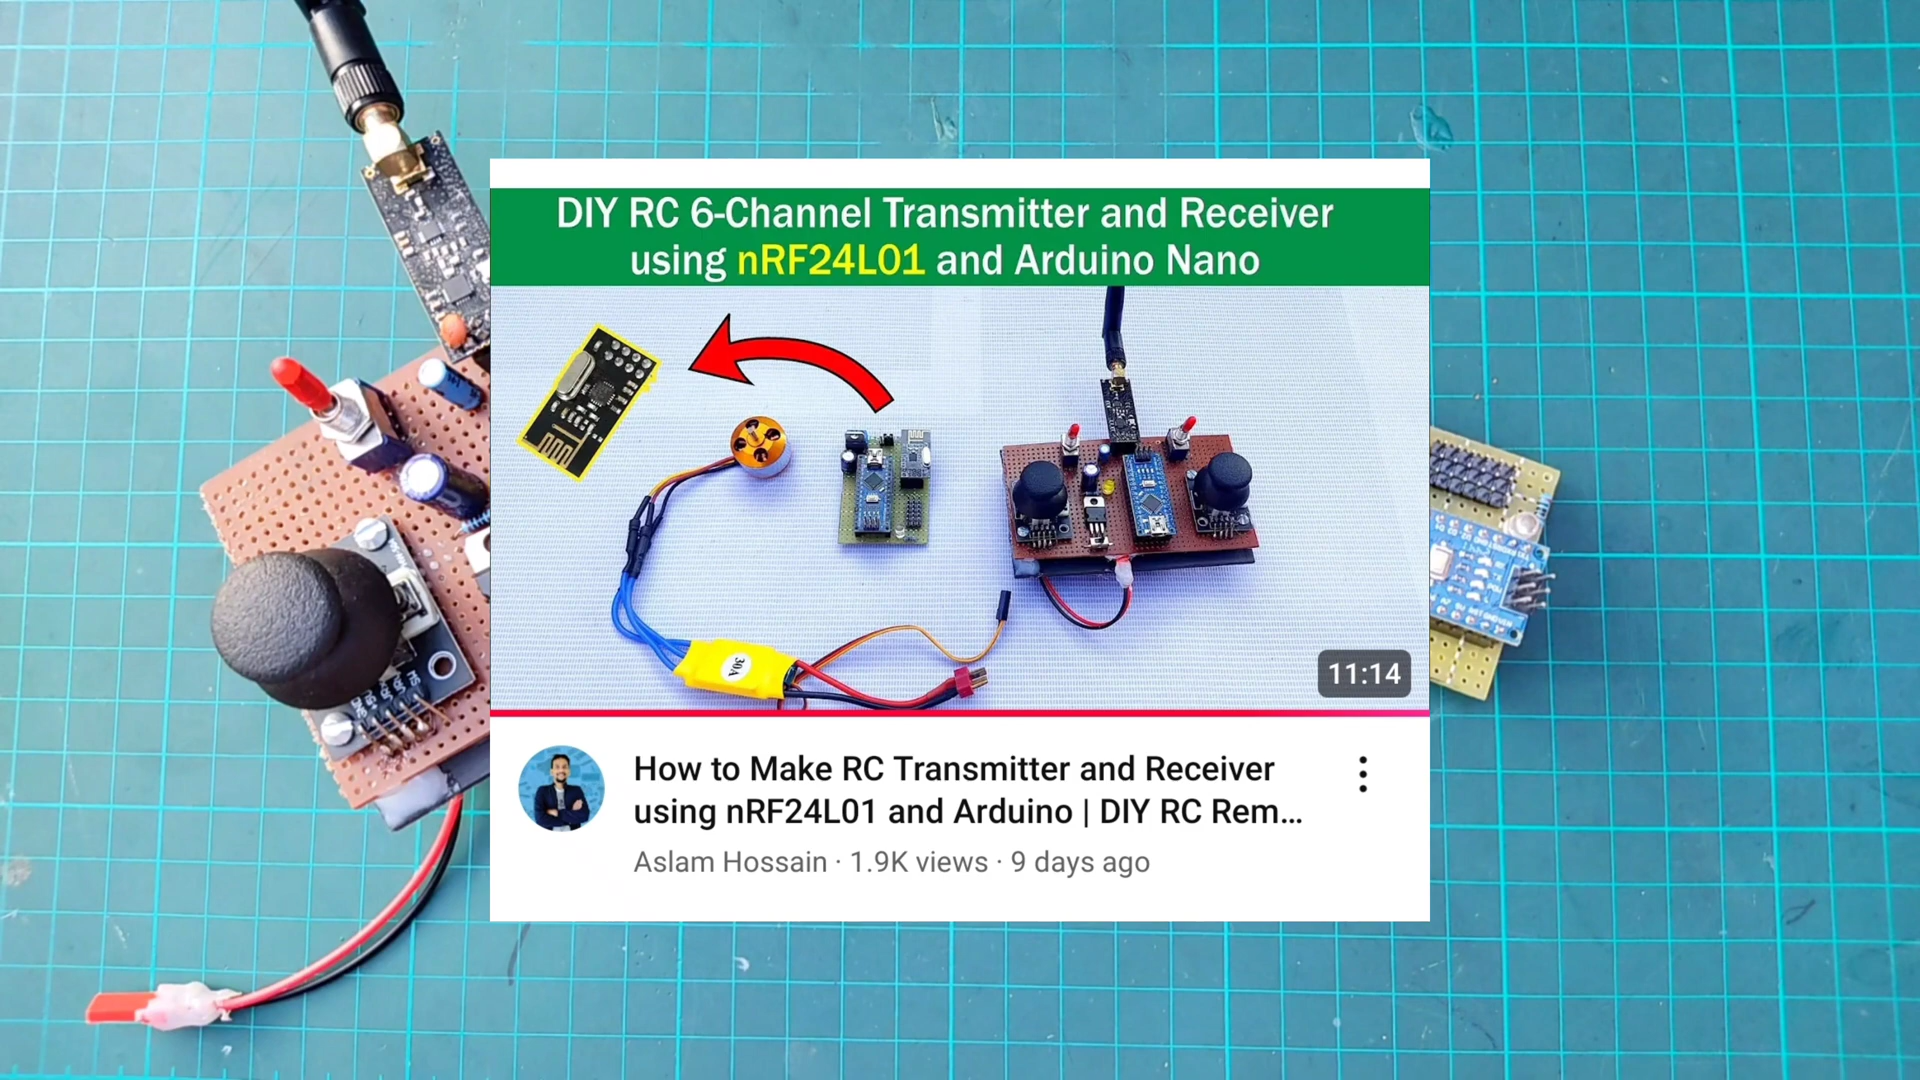 DIY RC 6-Channel Transmitter and Receiver
using nRF24L01 and Arduino Nano
30A
11:14
How to Make RC Transmitter and Receiver
using nRF24L01 and Arduino | DIY RC Rem...
Aslam Hossain · 1.9K views · 9 days ago